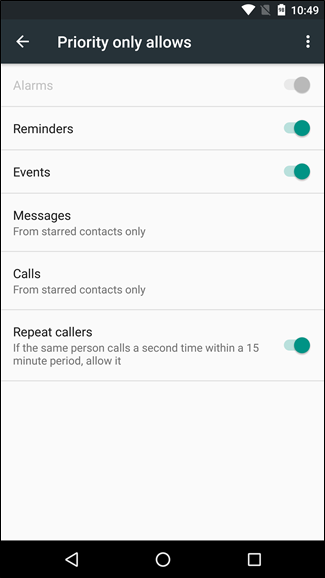 98 10:49
Priority only allows
Alarms
Reminders
Events
Messages
From starred contacts only
Calls
From starred contacts only
Repeat callers
If the same person calls a second time within a 15
minute period, allow it